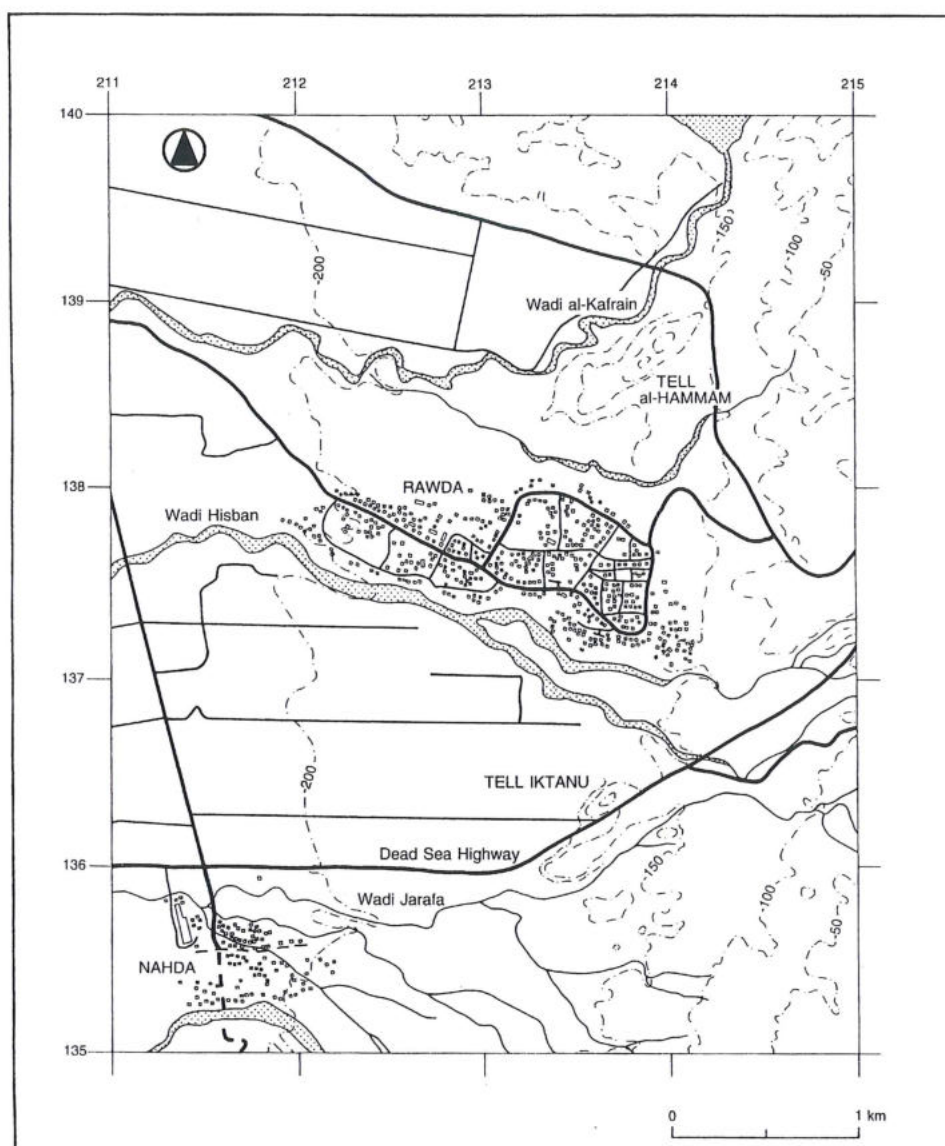 211 212 213 214 215
140
-150
-100
-50
-200
139
Wadi al-Kafrain
TELL
al-HAMMAM
138
RAWDA
Wadi Hisban
137
-200
TELL IKTANU
Dead Sea Highway
136
-150
Wadi Jarafa
-100
-50
NAHDA
135
0 1 km